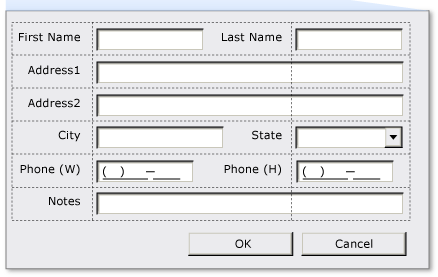 First Name Last Name
Address1
Address2
City State
Phone (W) ( ) – Phone (H) ( ) –
Notes
OK Cancel